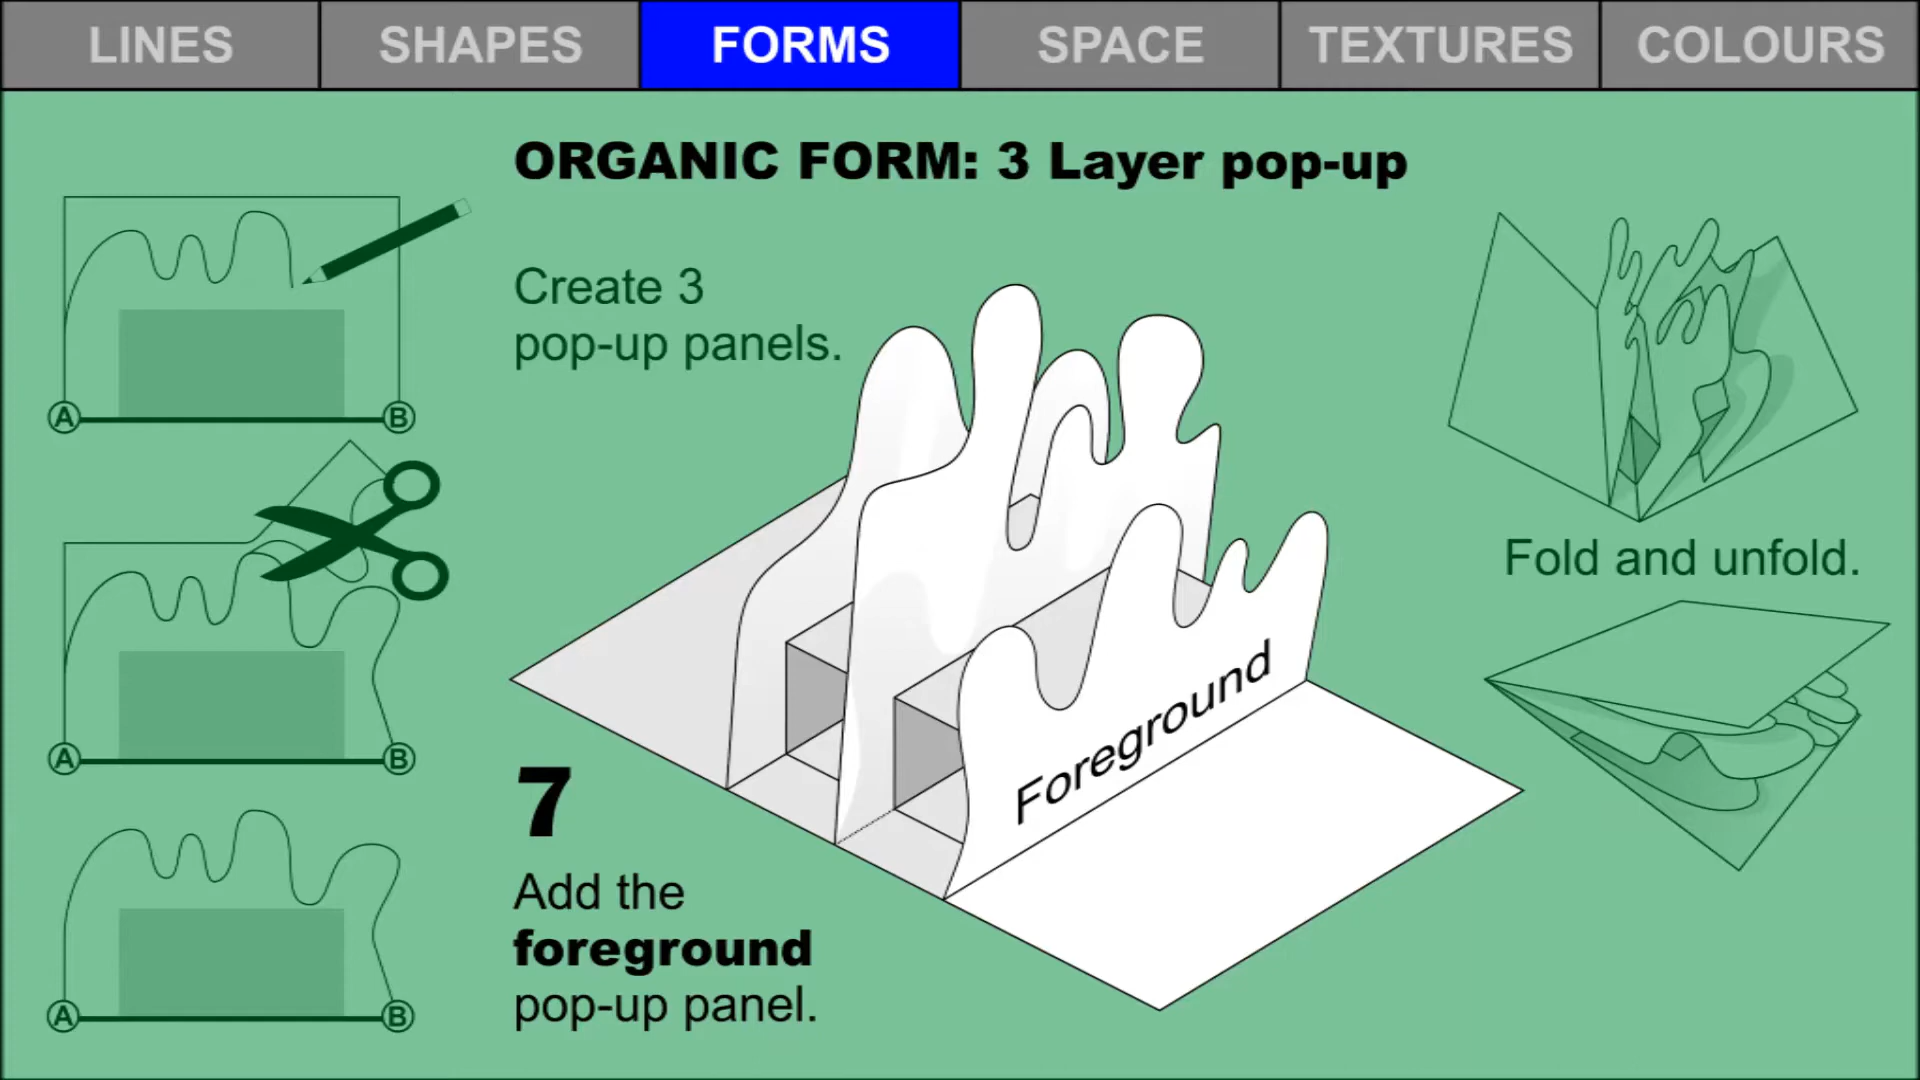 LINES SHAPES FORMS SPACE TEXTURES COLOURS
ORGANIC FORM: 3 Layer pop-up
Create 3
pop-up panels.
A B
A B
A B
Foreground
7
Add the
foreground
pop-up panel.
Fold and unfold.